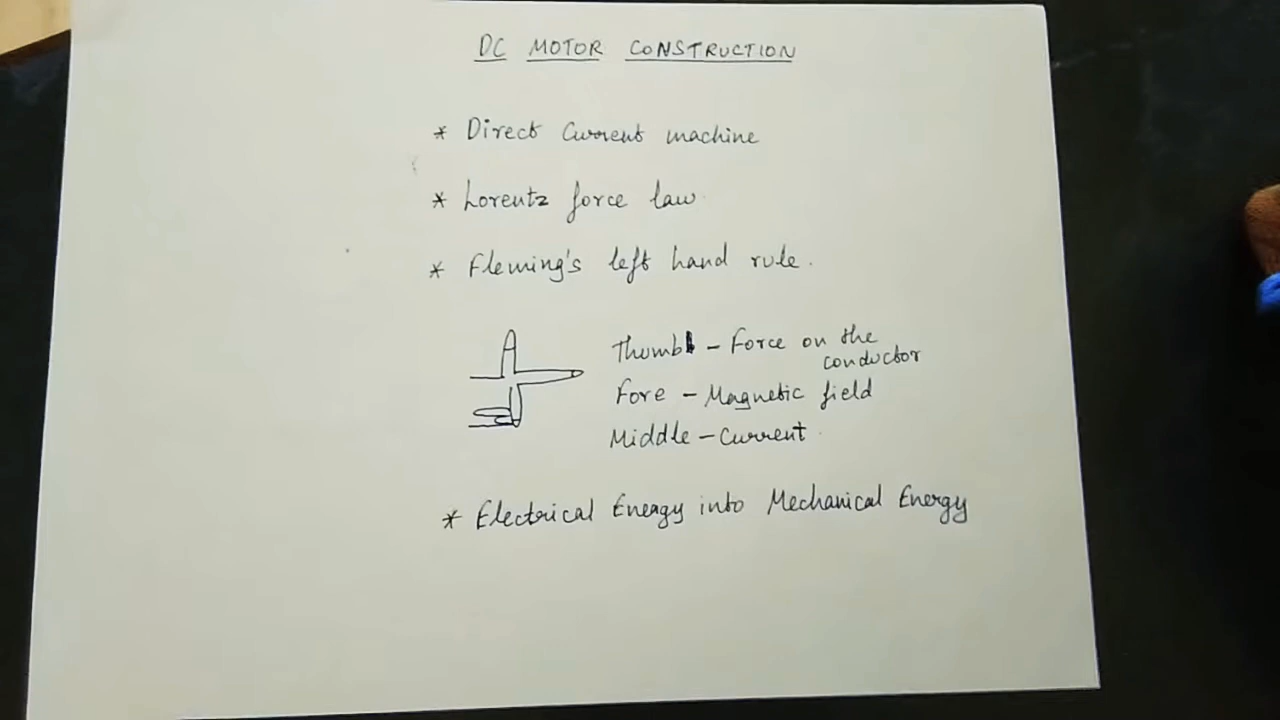 DC MOTOR CONSTRUCTION
* Direct Current machine
* Lorentz force law.
* Fleming's left hand rule.
Thumb - Force on the
conductor
Fore - Magnetic field
Middle - Current.
* Electrical Energy into Mechanical Energy